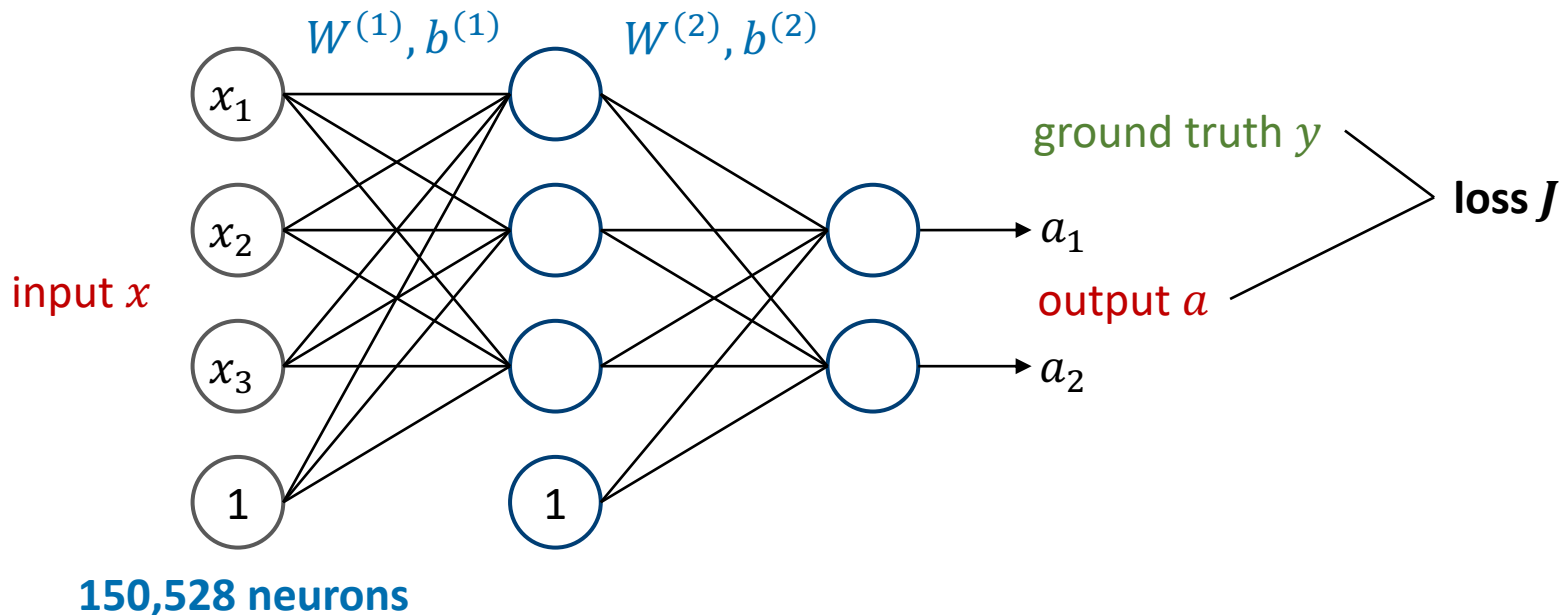 W^(1), b^(1)
W^(2), b^(2)
x_1
ground truth y
loss J
x_2
a_1
input x
output a
x_3
a_2
1
1
150,528 neurons